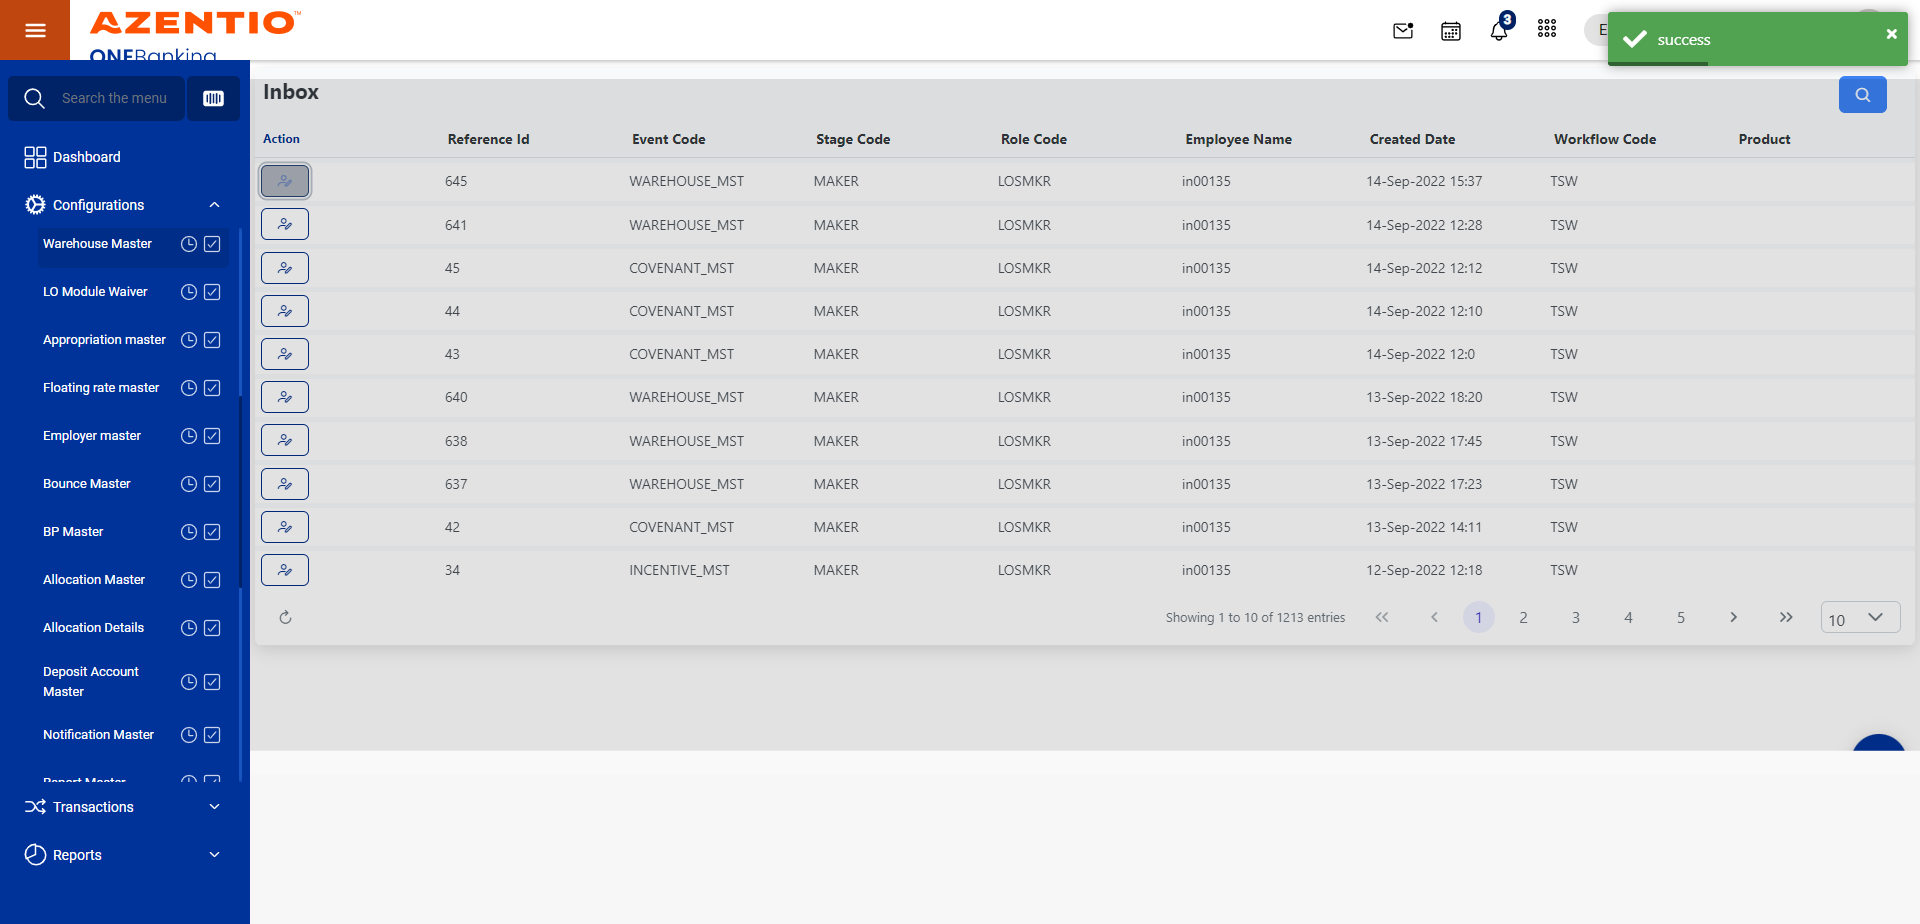 AZENTIO™
ONEBanking
3
E
success
Search the menu
Dashboard
Configurations
Warehouse Master
LO Module Waiver
Appropriation master
Floating rate master
Employer master
Bounce Master
BP Master
Allocation Master
Allocation Details
Deposit Account
Master
Notification Master
Report Master
Transactions
Reports
Inbox
Action Reference Id Event Code Stage Code Role Code Employee Name Created Date Workflow Code Product
645 WAREHOUSE_MST MAKER LOSMKR in00135 14-Sep-2022 15:37 TSW
641 WAREHOUSE_MST MAKER LOSMKR in00135 14-Sep-2022 12:28 TSW
45 COVENANT_MST MAKER LOSMKR in00135 14-Sep-2022 12:12 TSW
44 COVENANT_MST MAKER LOSMKR in00135 14-Sep-2022 12:10 TSW
43 COVENANT_MST MAKER LOSMKR in00135 14-Sep-2022 12:0 TSW
640 WAREHOUSE_MST MAKER LOSMKR in00135 13-Sep-2022 18:20 TSW
638 WAREHOUSE_MST MAKER LOSMKR in00135 13-Sep-2022 17:45 TSW
637 WAREHOUSE_MST MAKER LOSMKR in00135 13-Sep-2022 17:23 TSW
42 COVENANT_MST MAKER LOSMKR in00135 13-Sep-2022 14:11 TSW
34 INCENTIVE_MST MAKER LOSMKR in00135 12-Sep-2022 12:18 TSW
Showing 1 to 10 of 1213 entries « ‹ 1 2 3 4 5 › » 10